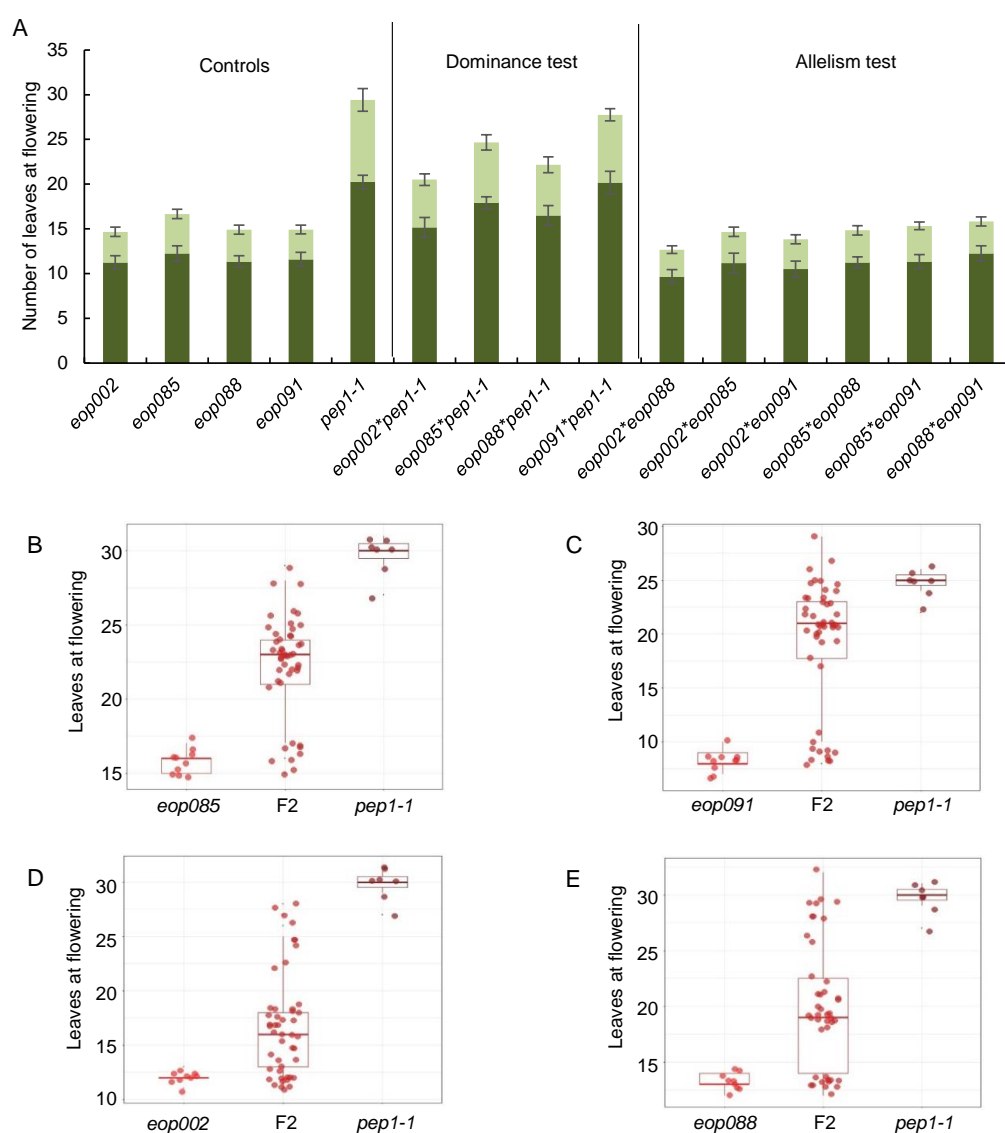 A
Controls
Dominance test
Allelism test
Number of leaves at flowering
35
30
25
20
15
10
5
0
eop002
eop085
eop088
eop091
pep1-1
eop002*pep1-1
eop085*pep1-1
eop088*pep1-1
eop091*pep1-1
eop002*eop088
eop002*eop085
eop002*eop091
eop085*eop088
eop085*eop091
eop088*eop091
B
Leaves at flowering
30
25
20
15
eop085 F2 pep1-1
C
Leaves at flowering
30
25
20
15
10
eop091 F2 pep1-1
D
Leaves at flowering
30
25
20
15
10
eop002 F2 pep1-1
E
Leaves at flowering
30
25
20
15
eop088 F2 pep1-1